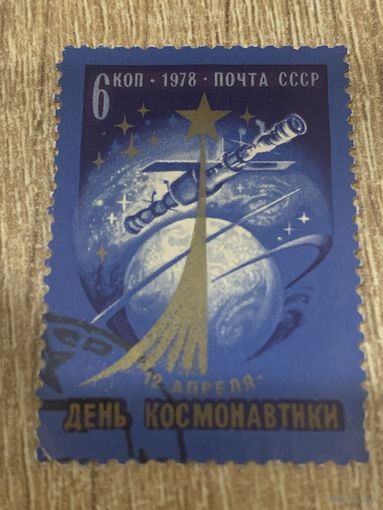 6 КОП · 1978 · ПОЧТА СССР
12 АПРЕЛЯ -
ДЕНЬ КОСМОНАВТИКИ